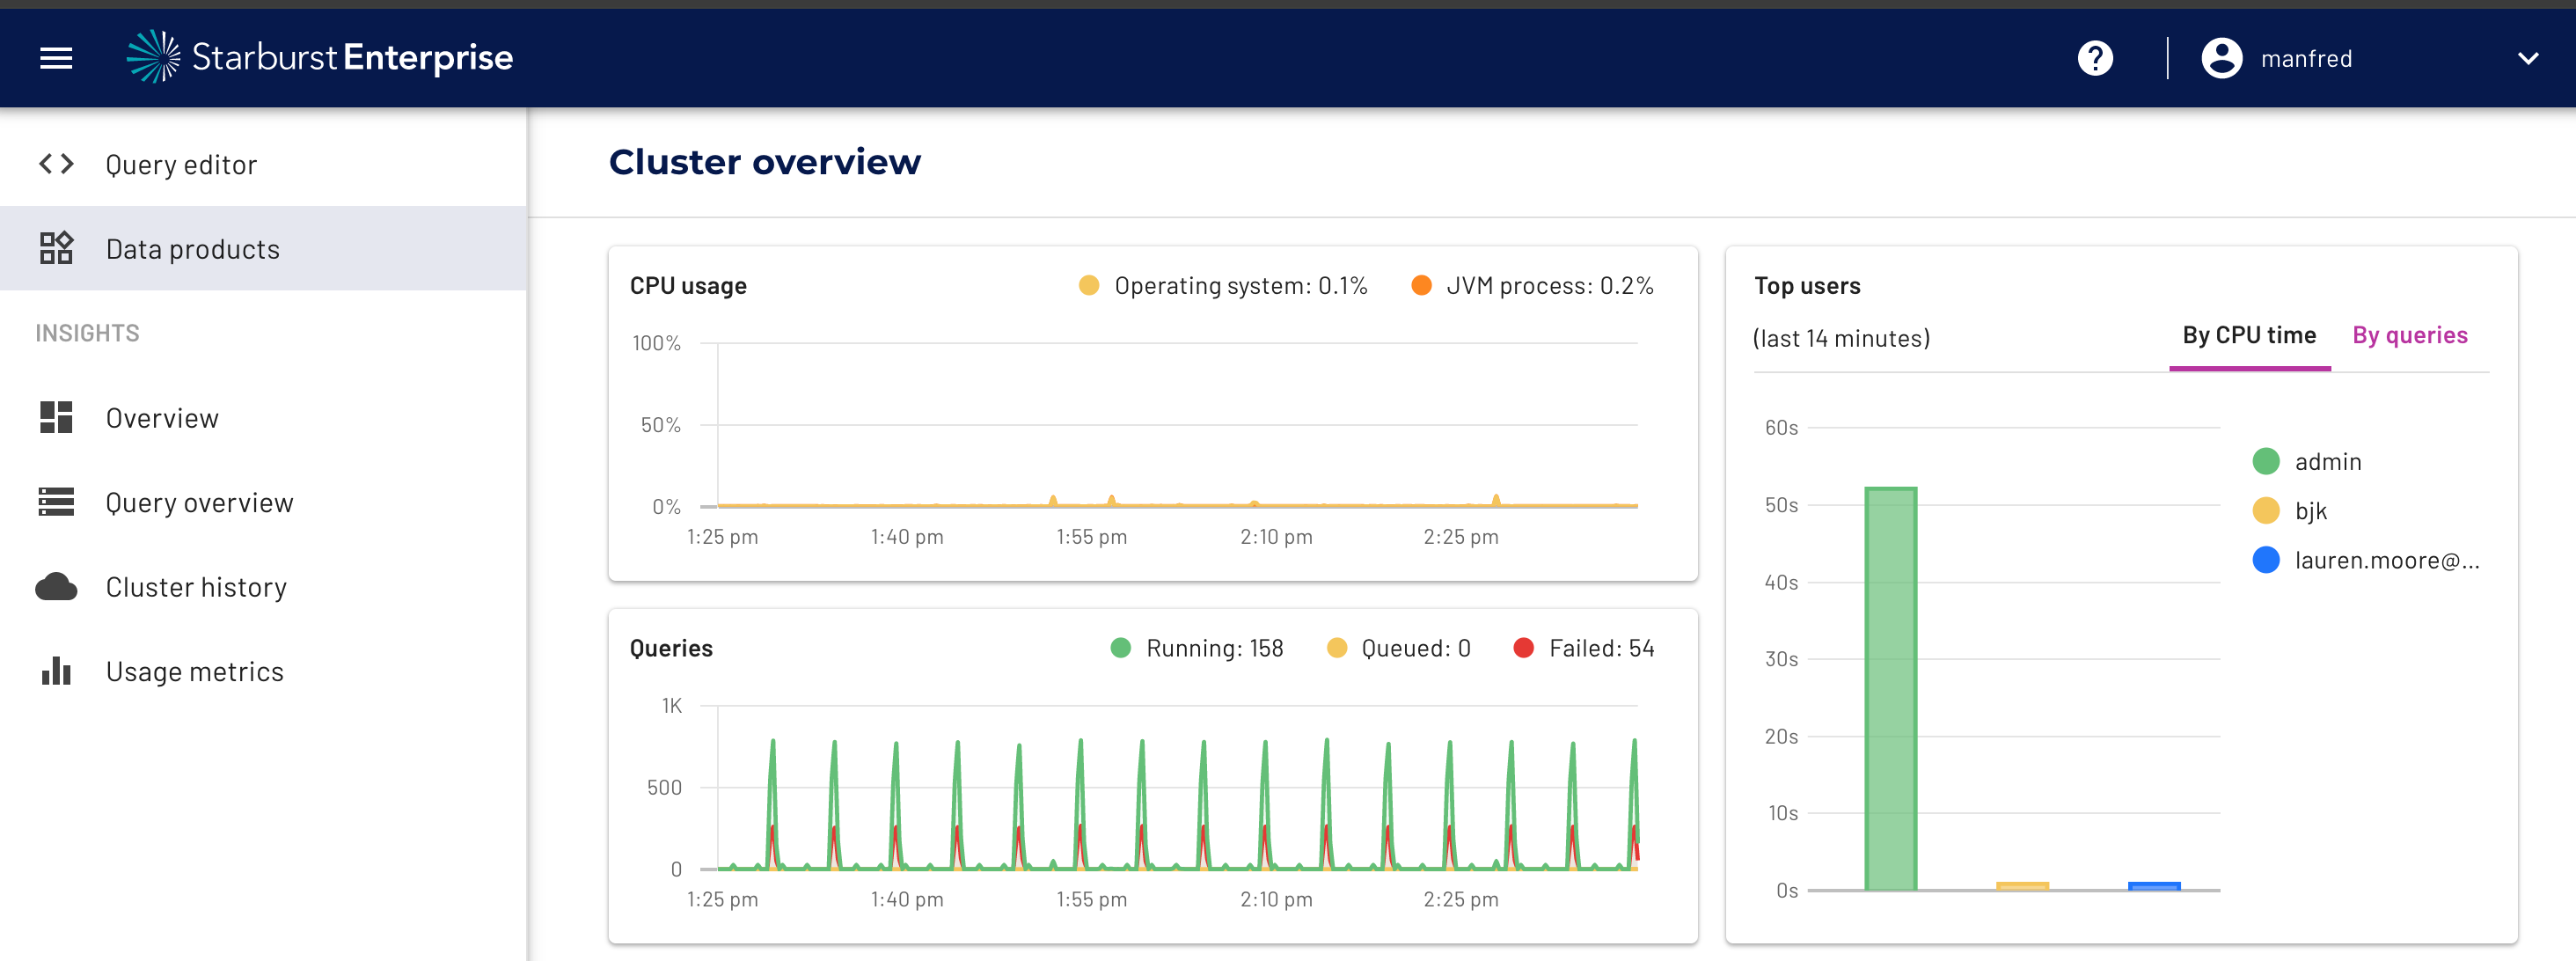 Starburst Enterprise
? manfred
Query editor
Data products
INSIGHTS
Overview
Query overview
Cluster history
Usage metrics
Cluster overview
CPU usage Operating system: 0.1% JVM process: 0.2%
100%
50%
0%
1:25 pm 1:40 pm 1:55 pm 2:10 pm 2:25 pm
Queries Running: 158 Queued: 0 Failed: 54
1K
500
0
1:25 pm 1:40 pm 1:55 pm 2:10 pm 2:25 pm
Top users
(last 14 minutes) By CPU time By queries
60s
50s
40s
30s
20s
10s
0s
admin
bjk
lauren.moore@...